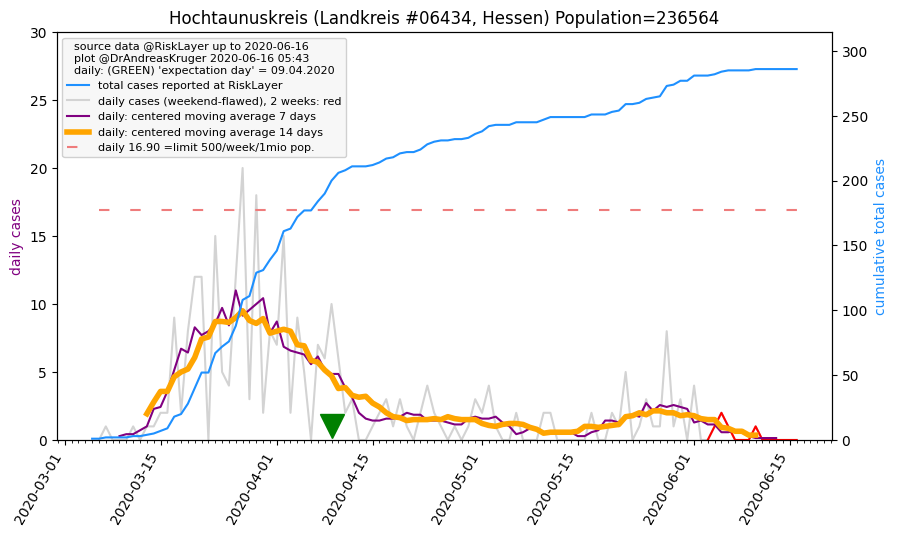 Hochtaunuskreis (Landkreis #06434, Hessen) Population=236564
source data @RiskLayer up to 2020-06-16
plot @DrAndreasKruger 2020-06-16 05:43
daily: (GREEN) 'expectation day' = 09.04.2020
total cases reported at RiskLayer
daily cases (weekend-flawed), 2 weeks: red
daily: centered moving average 7 days
daily: centered moving average 14 days
daily 16.90 =limit 500/week/1mio pop.
daily cases
30
25
20
15
10
5
0
cumulative total cases
300
250
200
150
100
50
0
2020-03-01
2020-03-15
2020-04-01
2020-04-15
2020-05-01
2020-05-15
2020-06-01
2020-06-15